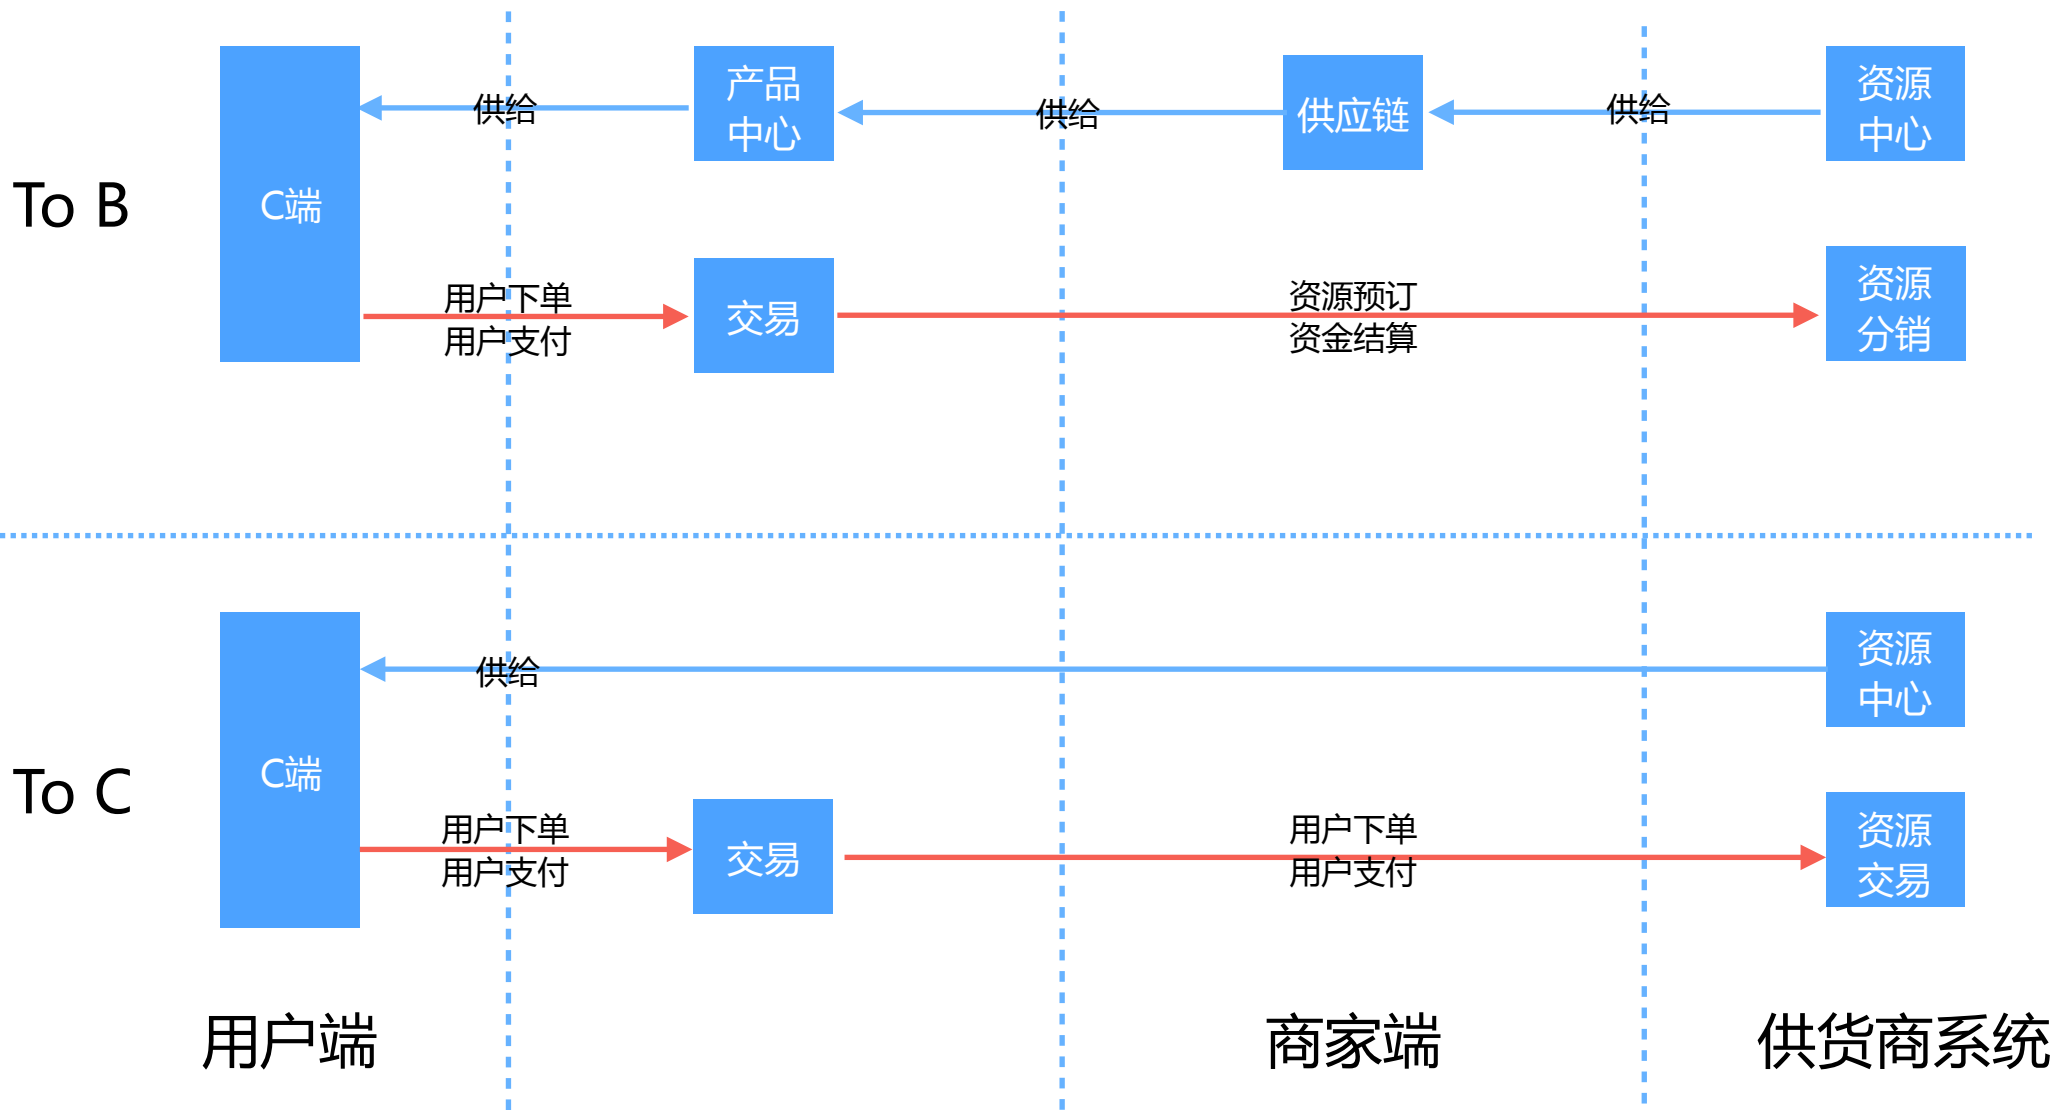 产品
中心
供应链
资源
中心
供给
供给
供给
To B
C端
用户下单
用户支付
交易
资源预订
资金结算
资源
分销
供给
资源
中心
To C
C端
用户下单
用户支付
交易
用户下单
用户支付
资源
交易
用户端
商家端
供货商系统